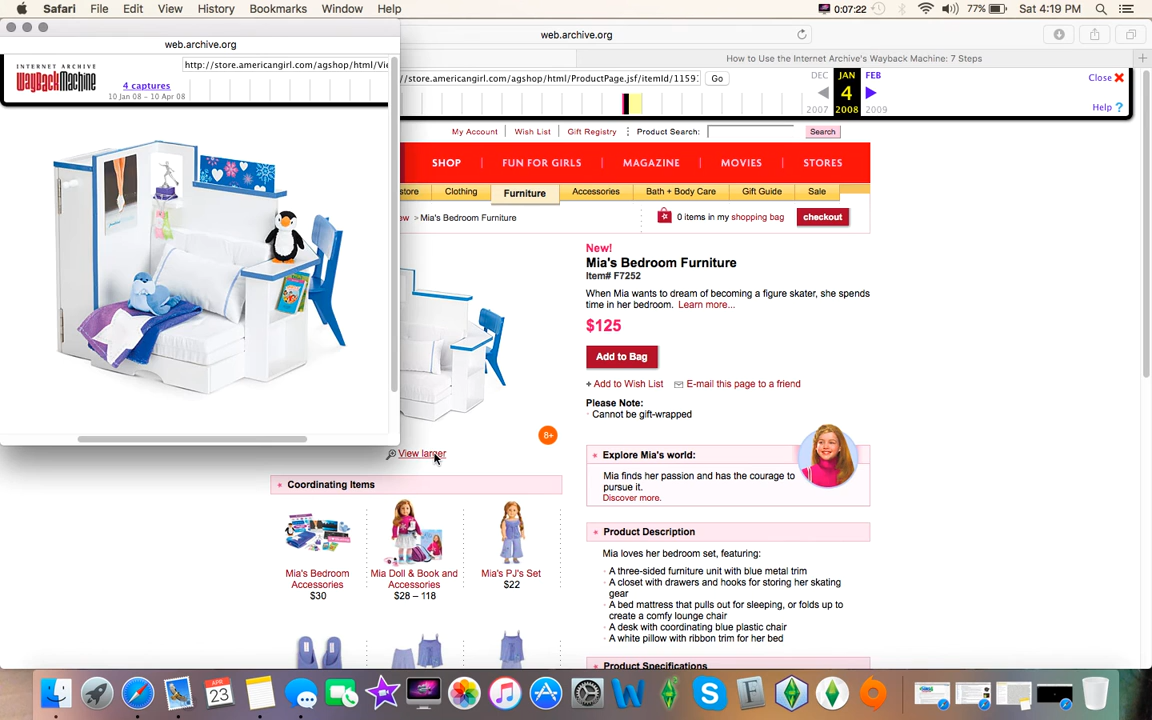 Safari File Edit View History Bookmarks Window Help
0:07:22 77% Sat 4:19 PM
web.archive.org
INTERNET ARCHIVE
WayBackMachine
http://store.americangirl.com/agshop/html/Vie
4 captures
10 Jan 08 – 10 Apr 08
web.archive.org
How to Use the Internet Archive's Wayback Machine: 7 Steps
//store.americangirl.com/agshop/html/ProductPage.jsf/itemId/1159 Go
DEC JAN FEB
4
2007 2008 2009
Close
Help ?
My Account | Wish List | Gift Registry Product Search: Search
SHOP | FUN FOR GIRLS | MAGAZINE | MOVIES | STORES
store Clothing Furniture Accessories Bath + Body Care Gift Guide Sale
ew > Mia's Bedroom Furniture
0 items in my shopping bag checkout
New!
Mia's Bedroom Furniture
Item# F7252
When Mia wants to dream of becoming a figure skater, she spends
time in her bedroom. Learn more...
$125
Add to Bag
+ Add to Wish List E-mail this page to a friend
Please Note:
Cannot be gift-wrapped
8+
View larger
Explore Mia's world:
Mia finds her passion and has the courage to
pursue it.
Discover more.
Coordinating Items
Mia's Bedroom
Accessories
$30
Mia Doll & Book and
Accessories
$28 – 118
Mia's PJ's Set
$22
Product Description
Mia loves her bedroom set, featuring:
A three-sided furniture unit with blue metal trim
A closet with drawers and hooks for storing her skating
gear
A bed mattress that pulls out for sleeping, or folds up to
create a comfy lounge chair
A desk with coordinating blue plastic chair
A white pillow with ribbon trim for her bed
Product Specifications
APR
23